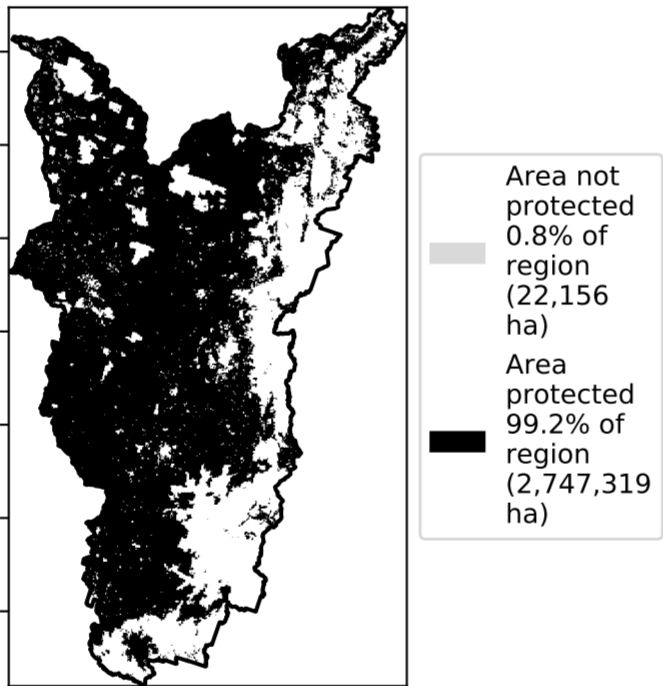 Area not
protected
0.8% of
region
(22,156
ha)
Area
protected
99.2% of
region
(2,747,319
ha)